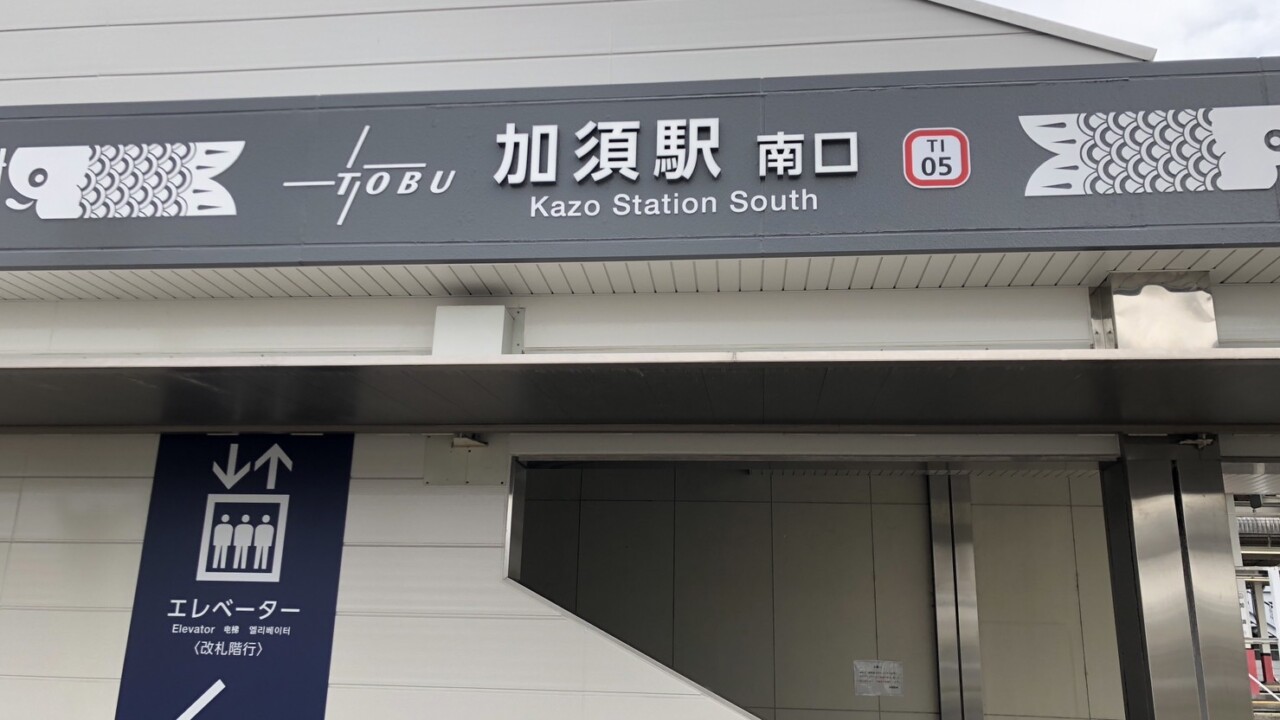 TOBU
加須駅 南口
Kazo Station South
TI
05
エレベーター
Elevator 电梯 엘리베이터
〈改札階行〉